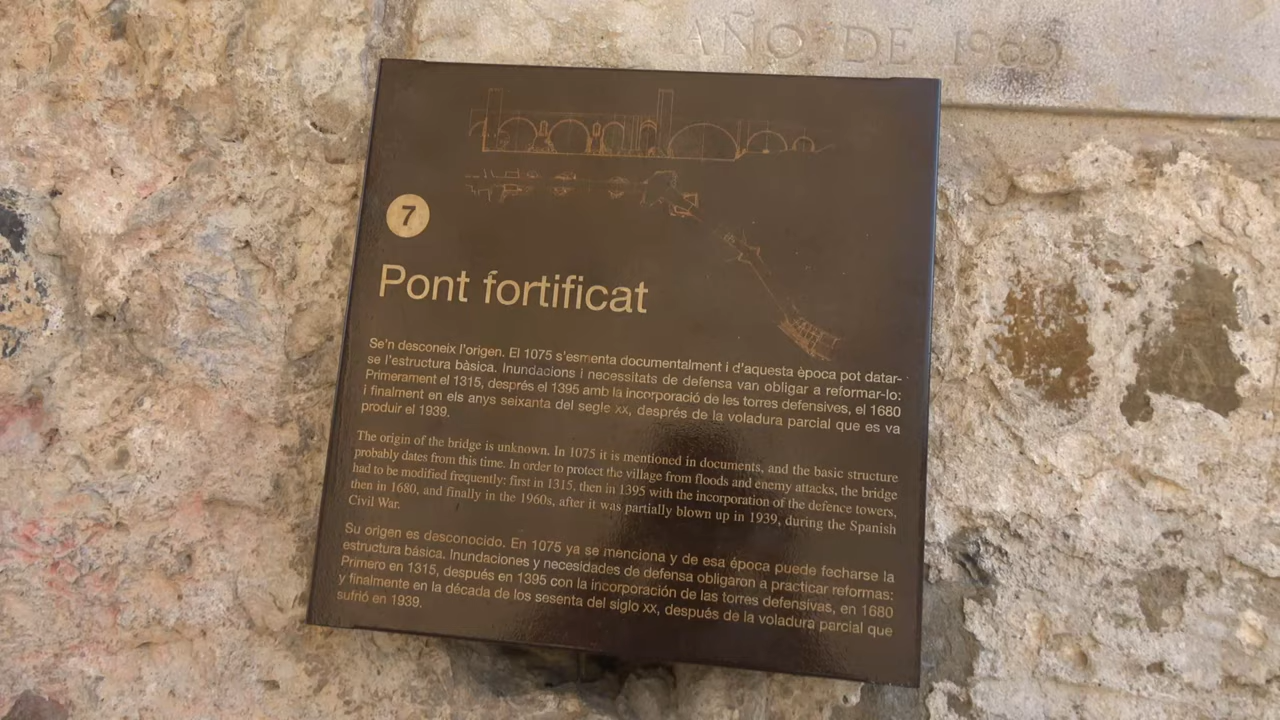 AÑO DE 1965
7
Pont fortificat
Se'n desconeix l'origen. El 1075 s'esmenta documentalment i d'aquesta època pot datar-
se l'estructura bàsica. Inundacions i necessitats de defensa van obligar a reformar-lo:
Primerament el 1315, després el 1395 amb la incorporació de les torres defensives, el 1680
i finalment en els anys seixanta del segle xx, després de la voladura parcial que es va
produir el 1939.
The origin of the bridge is unknown. In 1075 it is mentioned in documents, and the basic structure
probably dates from this time. In order to protect the village from floods and enemy attacks, the bridge
had to be modified frequently: first in 1315, then in 1395 with the incorporation of the defence towers,
then in 1680, and finally in the 1960s, after it was partially blown up in 1939, during the Spanish
Civil War.
Su origen es desconocido. En 1075 ya se menciona y de esa época puede fecharse la
estructura básica. Inundaciones y necesidades de defensa obligaron a practicar reformas:
Primero en 1315, después en 1395 con la incorporación de las torres defensivas, en 1680
y finalmente en la década de los sesenta del siglo xx, después de la voladura parcial que
sufrió en 1939.